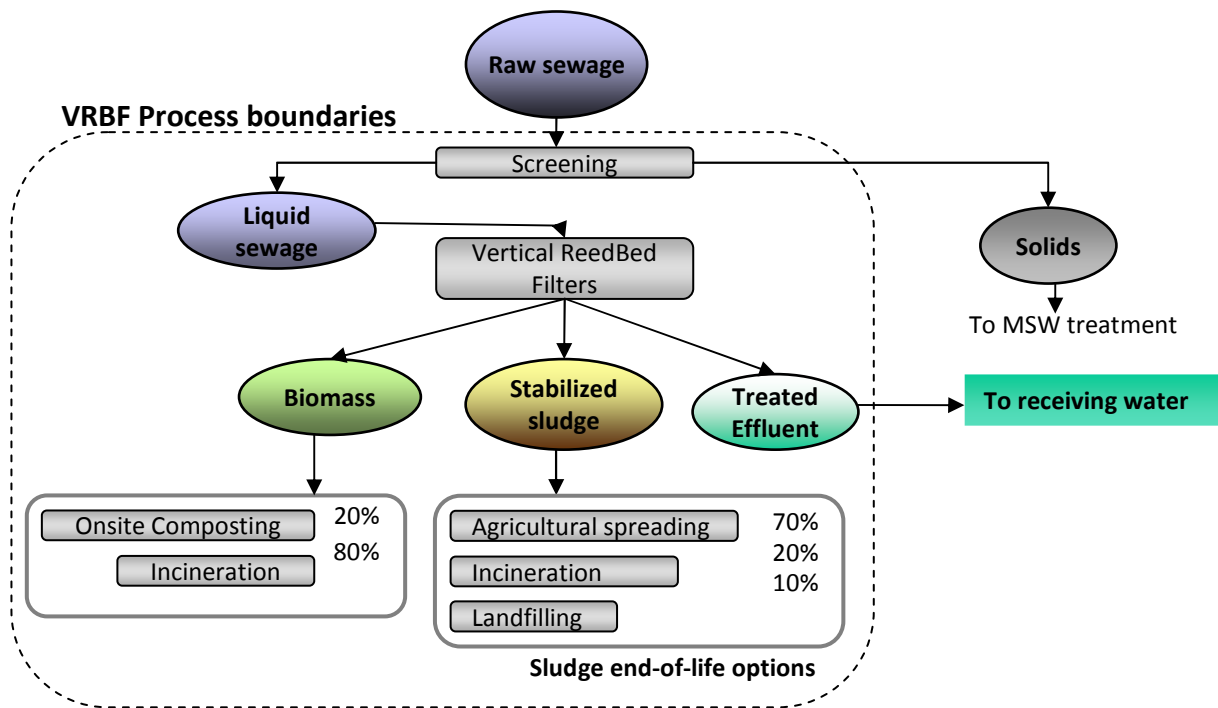 Raw sewage
VRBF Process boundaries
Screening
Liquid
sewage
Solids
Vertical ReedBed
Filters
To MSW treatment
Biomass
Stabilized
sludge
Treated
Effluent
To receiving water
Onsite Composting
20%
Incineration
80%
Agricultural spreading
70%
Incineration
20%
Landfilling
10%
Sludge end-of-life options